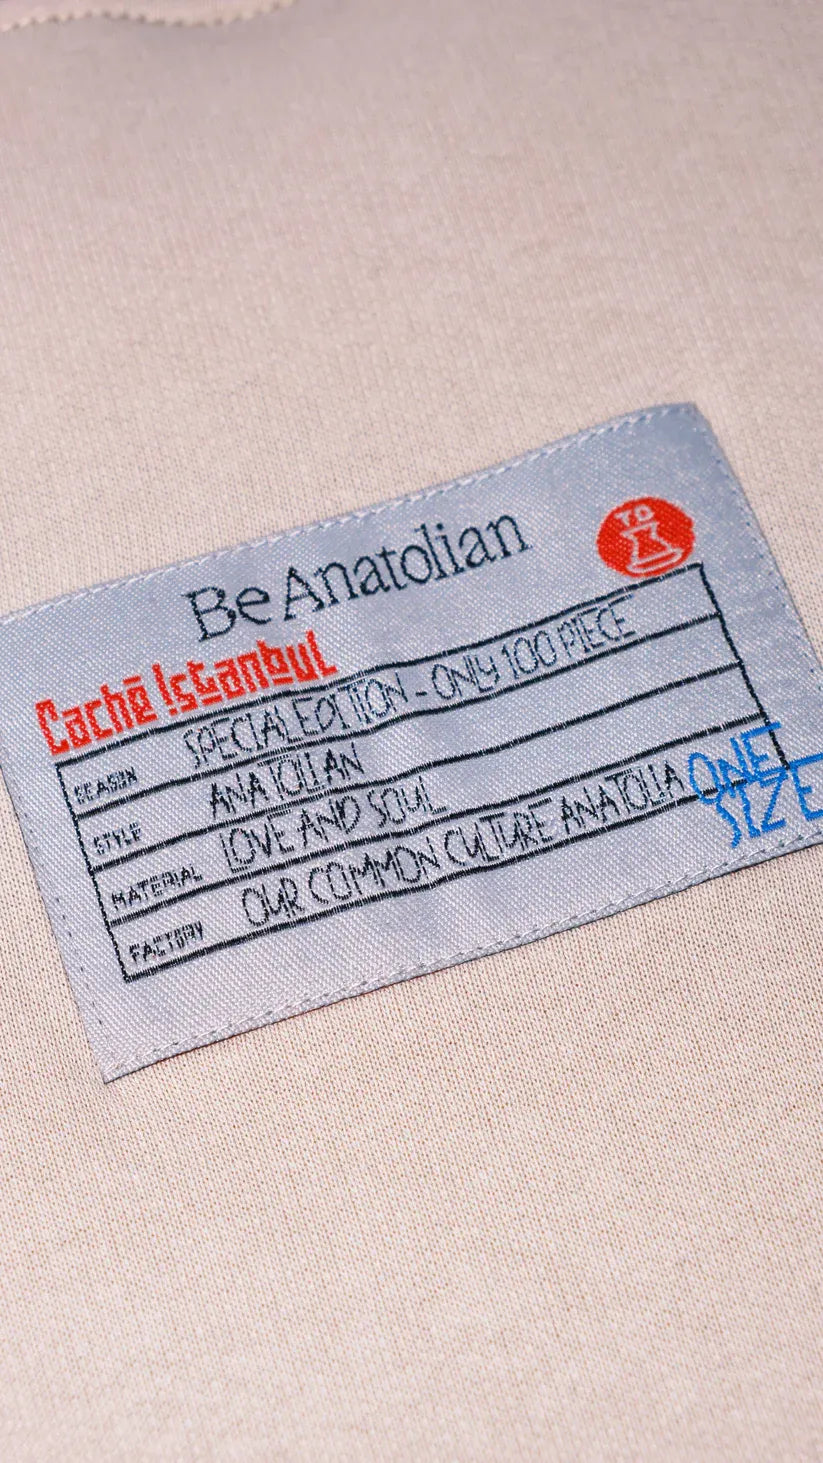 Be Anatolian
T.O
Caché Istanbul
SEASON SPECIAL EDITION - ONLY 100 PIECE
STYLE ANATOLIAN
MATERIAL LOVE AND SOUL
FACTORY OUR COMMON CULTURE ANATOLIA
ONE
SIZE